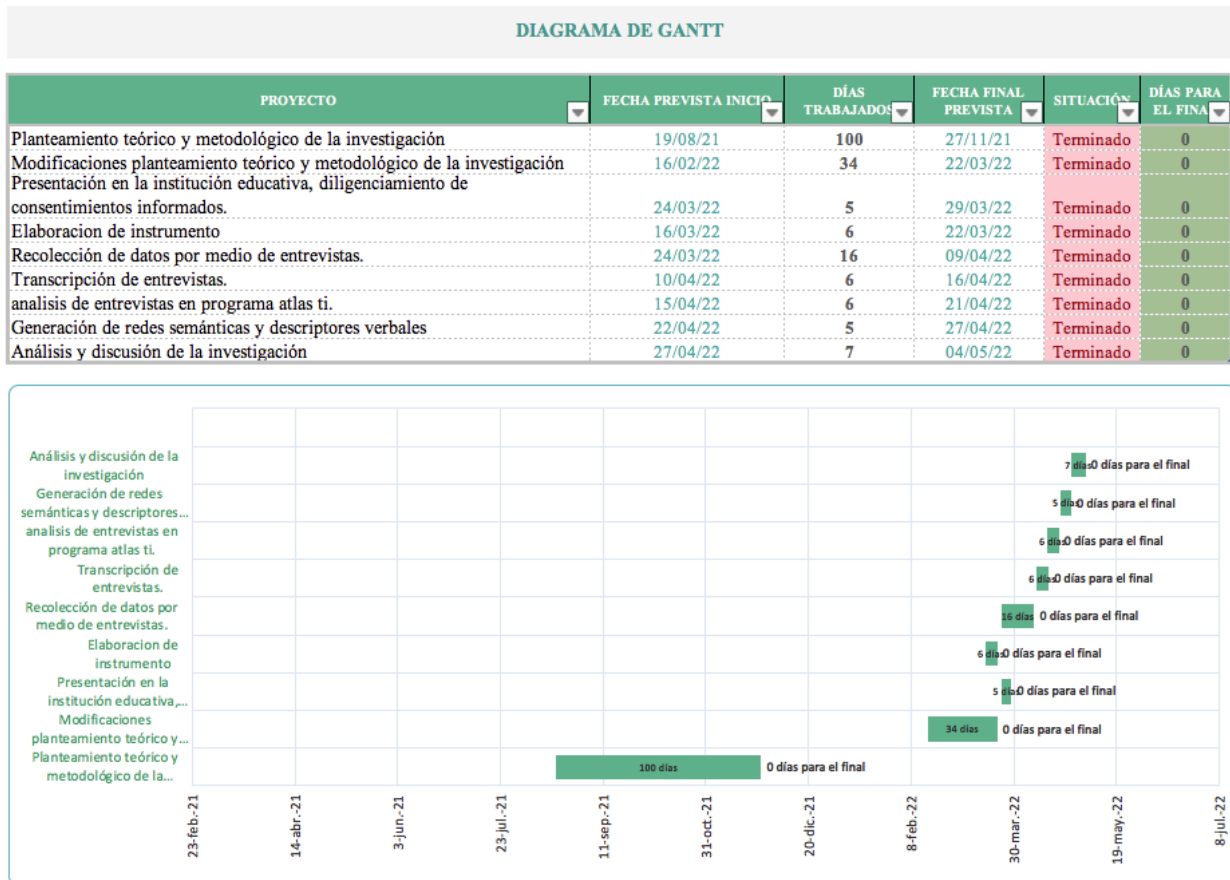 DIAGRAMA DE GANTT
PROYECTO FECHA PREVISTA INICIO DÍAS TRABAJADOS FECHA FINAL PREVISTA SITUACIÓN DÍAS PARA EL FINA
Planteamiento teórico y metodológico de la investigación 19/08/21 100 27/11/21 Terminado 0
Modificaciones planteamiento teórico y metodológico de la investigación 16/02/22 34 22/03/22 Terminado 0
Presentación en la institución educativa, diligenciamiento de
consentimientos informados. 24/03/22 5 29/03/22 Terminado 0
Elaboracion de instrumento 16/03/22 6 22/03/22 Terminado 0
Recolección de datos por medio de entrevistas. 24/03/22 16 09/04/22 Terminado 0
Transcripción de entrevistas. 10/04/22 6 16/04/22 Terminado 0
analisis de entrevistas en programa atlas ti. 15/04/22 6 21/04/22 Terminado 0
Generación de redes semánticas y descriptores verbales 22/04/22 5 27/04/22 Terminado 0
Análisis y discusión de la investigación 27/04/22 7 04/05/22 Terminado 0
Análisis y discusión de la
investigación
7 días 0 días para el final
Generación de redes
semánticas y descriptores...
5 días 0 días para el final
analisis de entrevistas en
programa atlas ti.
6 días 0 días para el final
Transcripción de
entrevistas.
6 días 0 días para el final
Recolección de datos por
medio de entrevistas.
16 días 0 días para el final
Elaboracion de
instrumento
6 días 0 días para el final
Presentación en la
institución educativa,...
5 días 0 días para el final
Modificaciones
planteamiento teórico y...
34 días 0 días para el final
Planteamiento teórico y
metodológico de la...
100 días 0 días para el final
23-feb.-21
14-abr.-21
3-jun.-21
23-jul.-21
11-sep.-21
31-oct.-21
20-dic.-21
8-feb.-22
30-mar.-22
19-may.-22
8-jul.-22